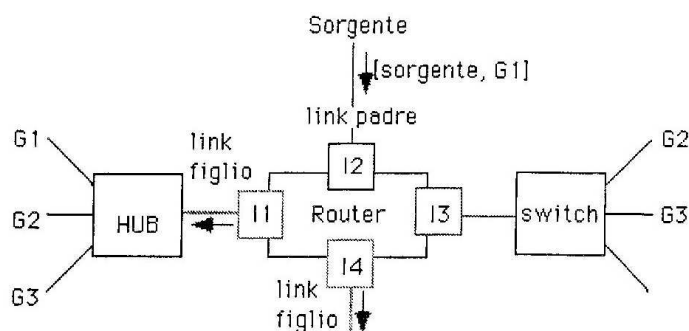 Sorgente
[sorgente, G1]
link padre
G1
link
figlio
I2
G2
G2
HUB
I1
Router
I3
switch
G3
G3
I4
link
figlio